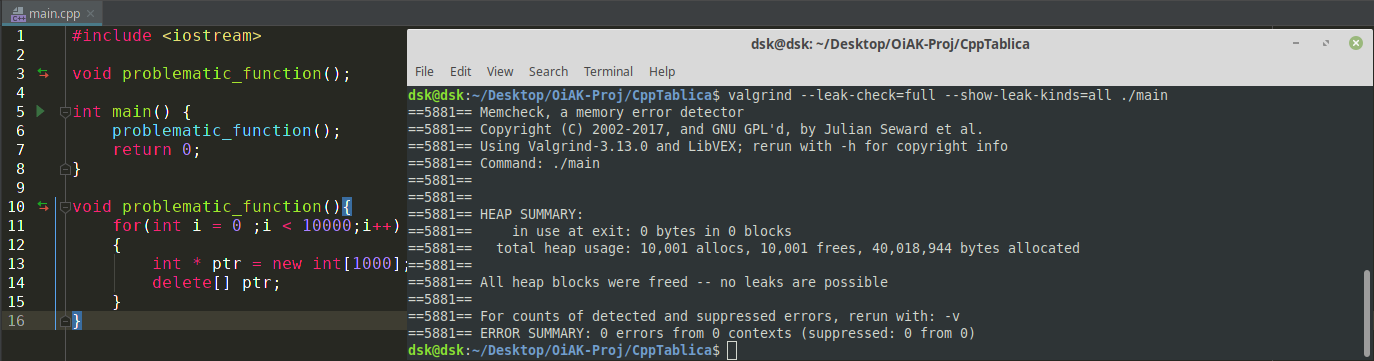 main.cpp
1 #include <iostream>
2
3 void problematic_function();
4
5 int main() {
6 problematic_function();
7 return 0;
8 }
9
10 void problematic_function(){
11 for(int i = 0 ;i < 10000;i++)
12 {
13 int * ptr = new int[1000];
14 delete[] ptr;
15 }
16 }
dsk@dsk: ~/Desktop/OiAK-Proj/CppTablica
File Edit View Search Terminal Help
dsk@dsk:~/Desktop/OiAK-Proj/CppTablica$ valgrind --leak-check=full --show-leak-kinds=all ./main
==5881== Memcheck, a memory error detector
==5881== Copyright (C) 2002-2017, and GNU GPL'd, by Julian Seward et al.
==5881== Using Valgrind-3.13.0 and LibVEX; rerun with -h for copyright info
==5881== Command: ./main
==5881==
==5881==
==5881== HEAP SUMMARY:
==5881== in use at exit: 0 bytes in 0 blocks
==5881== total heap usage: 10,001 allocs, 10,001 frees, 40,018,944 bytes allocated
==5881==
==5881== All heap blocks were freed -- no leaks are possible
==5881==
==5881== For counts of detected and suppressed errors, rerun with: -v
==5881== ERROR SUMMARY: 0 errors from 0 contexts (suppressed: 0 from 0)
dsk@dsk:~/Desktop/OiAK-Proj/CppTablica$